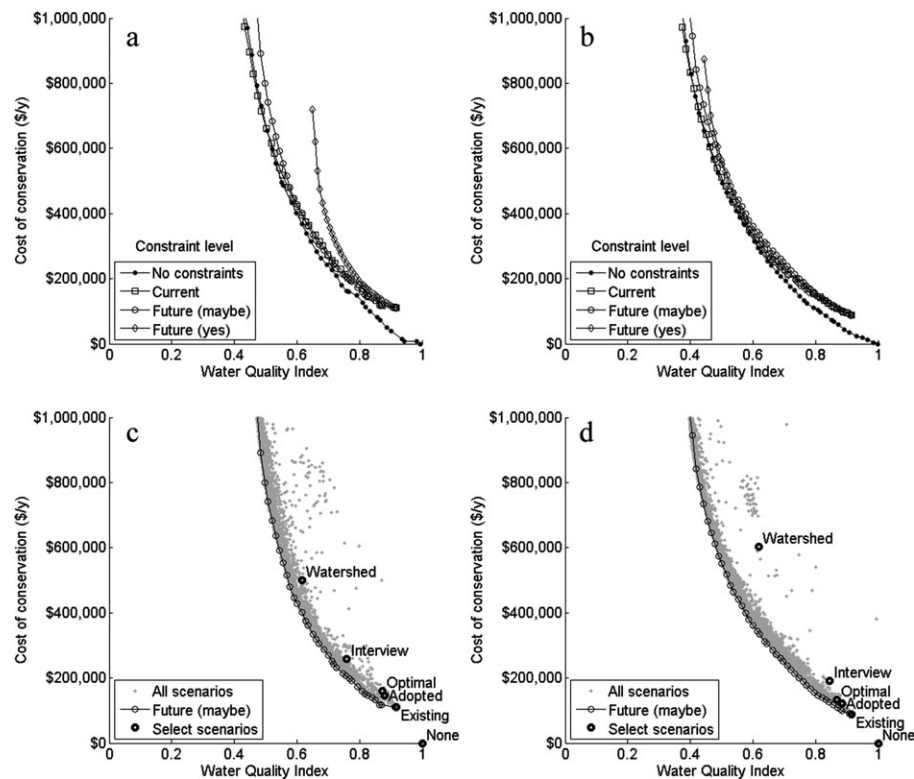 a
$1,000,000
$800,000
$600,000
$400,000
$200,000
$0
Cost of conservation ($/y)
Constraint level
No constraints
Current
Future (maybe)
Future (yes)
0 0.2 0.4 0.6 0.8 1
Water Quality Index
b
$1,000,000
$800,000
$600,000
$400,000
$200,000
$0
Cost of conservation ($/y)
Constraint level
No constraints
Current
Future (maybe)
Future (yes)
0 0.2 0.4 0.6 0.8 1
Water Quality Index
c
$1,000,000
$800,000
$600,000
$400,000
$200,000
$0
Cost of conservation ($/y)
Watershed
Interview
Optimal
Adopted
Existing
None
All scenarios
Future (maybe)
Select scenarios
0 0.2 0.4 0.6 0.8 1
Water Quality Index
d
$1,000,000
$800,000
$600,000
$400,000
$200,000
$0
Cost of conservation ($/y)
Watershed
Interview
Optimal
Adopted
Existing
None
All scenarios
Future (maybe)
Select scenarios
0 0.2 0.4 0.6 0.8 1
Water Quality Index